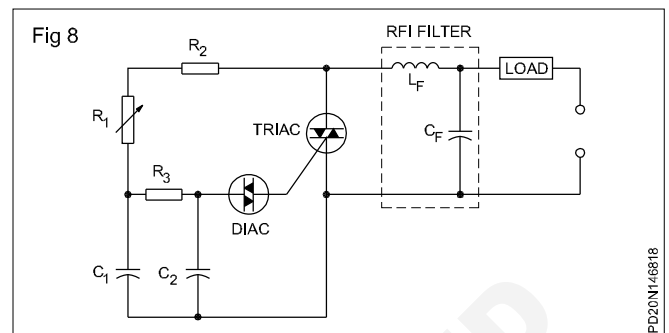 Fig 8
RFI FILTER
R2
LF
LOAD
R1
TRIAC
CF
R3
DIAC
C1
C2
PD20N146818